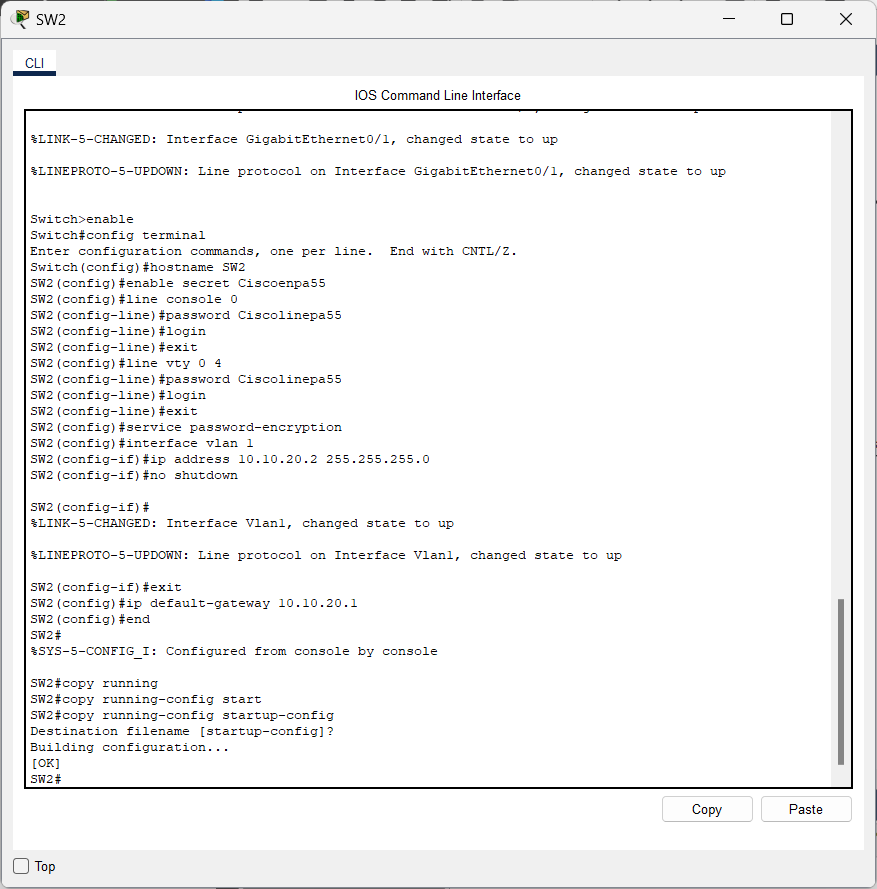 SW2
CLI
IOS Command Line Interface
%LINK-5-CHANGED: Interface GigabitEthernet0/1, changed state to up
%LINEPROTO-5-UPDOWN: Line protocol on Interface GigabitEthernet0/1, changed state to up
Switch>enable
Switch#config terminal
Enter configuration commands, one per line.  End with CNTL/Z.
Switch(config)#hostname SW2
SW2(config)#enable secret Ciscoenpa55
SW2(config)#line console 0
SW2(config-line)#password Ciscolinepa55
SW2(config-line)#login
SW2(config-line)#exit
SW2(config)#line vty 0 4
SW2(config-line)#password Ciscolinepa55
SW2(config-line)#login
SW2(config-line)#exit
SW2(config)#service password-encryption
SW2(config)#interface vlan 1
SW2(config-if)#ip address 10.10.20.2 255.255.255.0
SW2(config-if)#no shutdown
SW2(config-if)#
%LINK-5-CHANGED: Interface Vlan1, changed state to up
%LINEPROTO-5-UPDOWN: Line protocol on Interface Vlan1, changed state to up
SW2(config-if)#exit
SW2(config)#ip default-gateway 10.10.20.1
SW2(config)#end
SW2#
%SYS-5-CONFIG_I: Configured from console by console
SW2#copy running
SW2#copy running-config start
SW2#copy running-config startup-config
Destination filename [startup-config]?
Building configuration...
[OK]
SW2#
Copy
Paste
Top